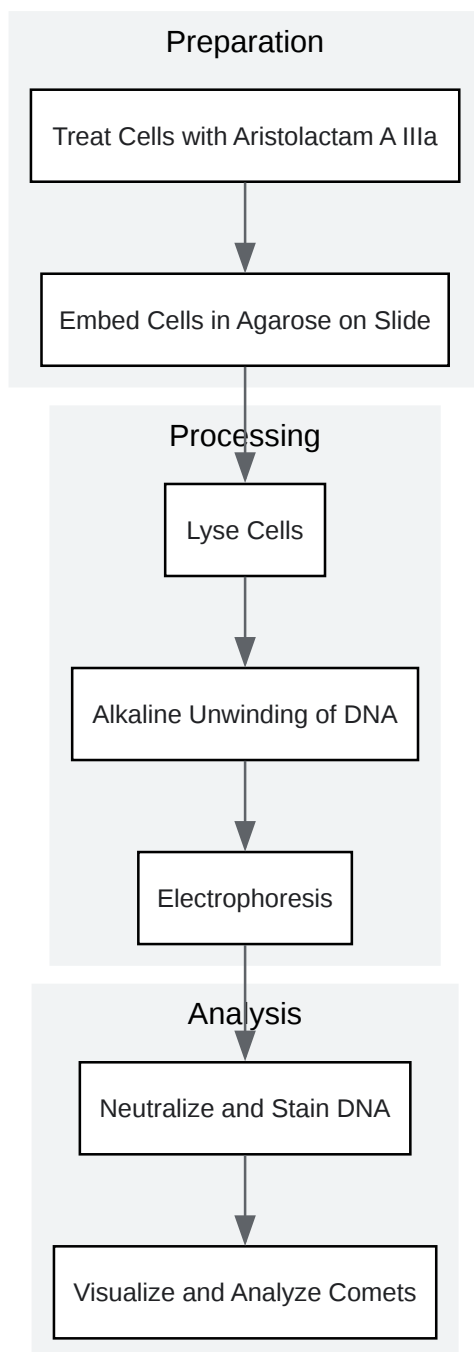 Preparation
Treat Cells with Aristolactam A IIIa
Embed Cells in Agarose on Slide
Processing
Lyse Cells
Alkaline Unwinding of DNA
Electrophoresis
Analysis
Neutralize and Stain DNA
Visualize and Analyze Comets